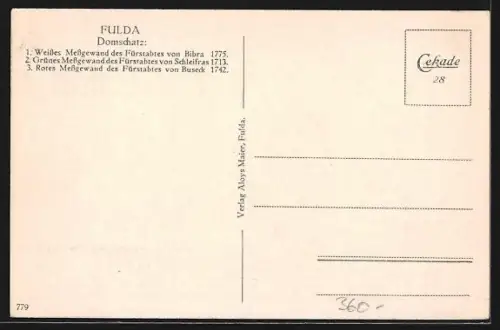 FULDA
Domschatz:
1. Weißes Meßgewand des Fürstabtes von Bibra 1775.
2. Grünes Meßgewand des Fürstabtes von Schleifras 1713.
3. Rotes Meßgewand des Fürstabtes von Buseck 1742.
Cekade
28
Verlag Aloys Maier, Fulda.
779
360.-